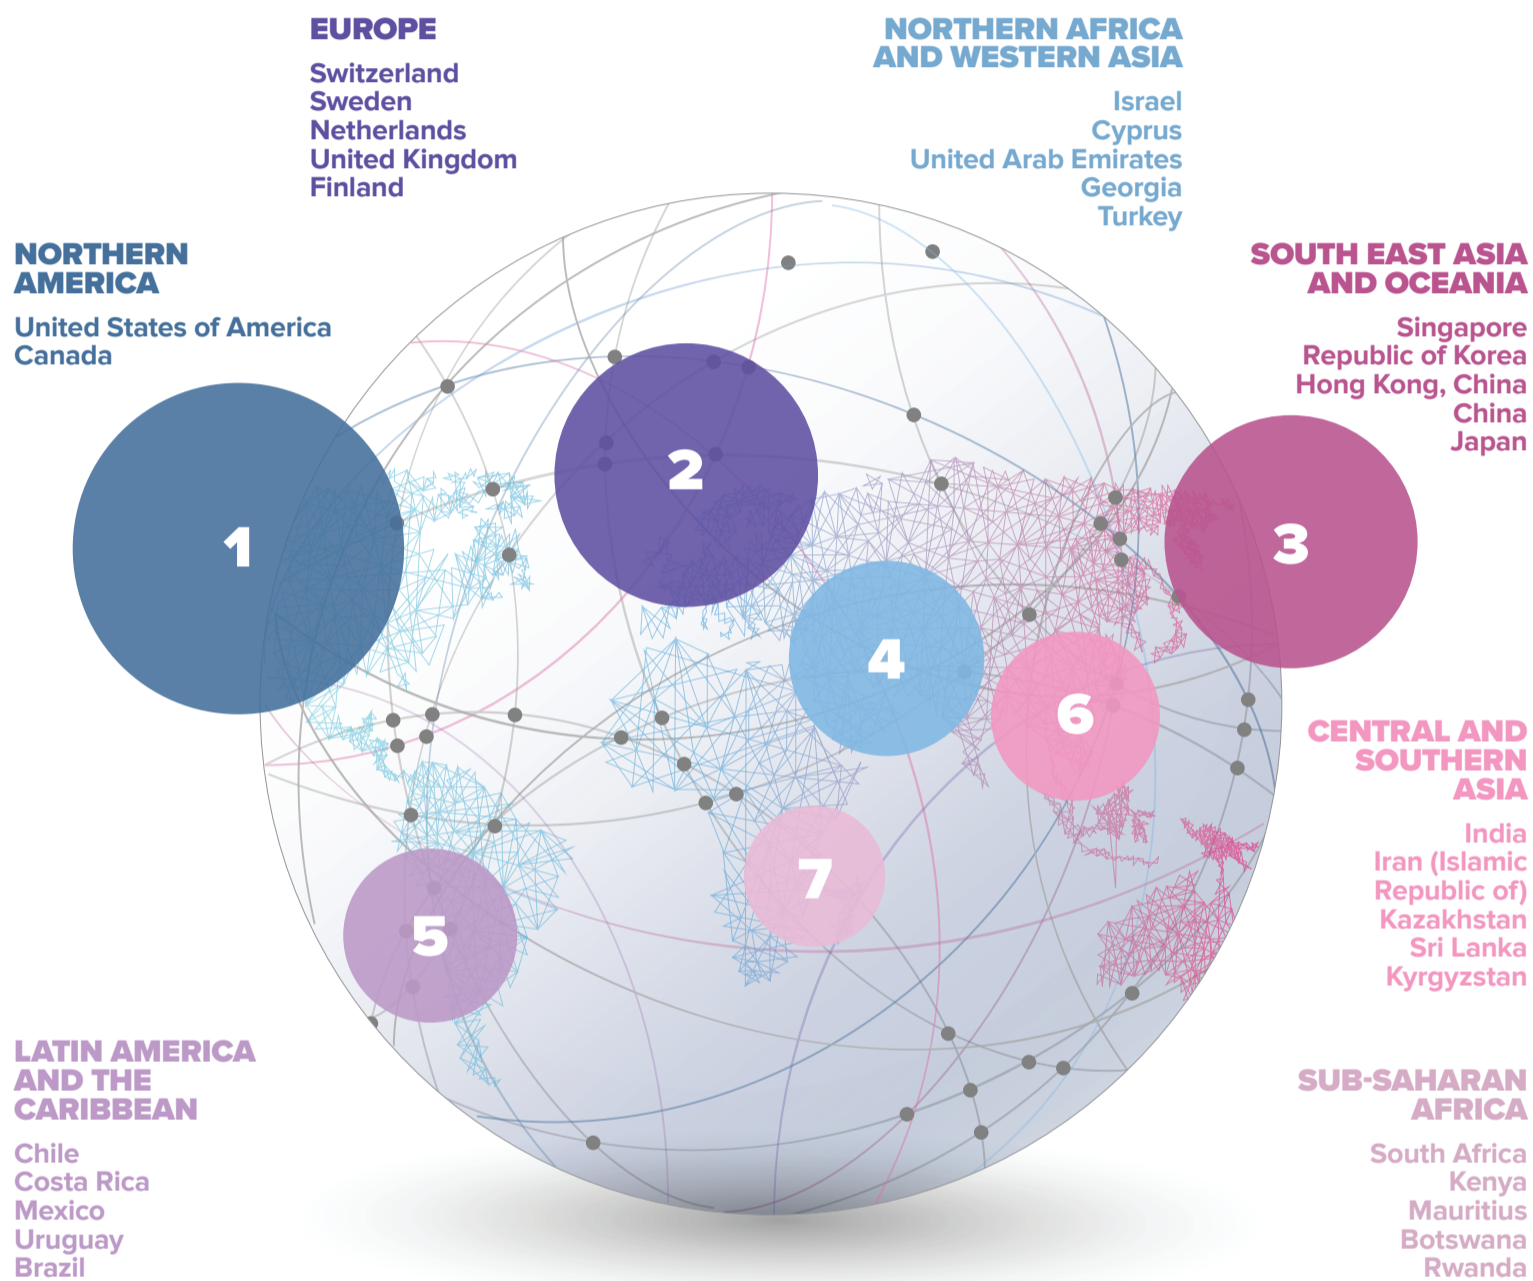 EUROPE
Switzerland
Sweden
Netherlands
United Kingdom
Finland
NORTHERN AFRICA
AND WESTERN ASIA
Israel
Cyprus
United Arab Emirates
Georgia
Turkey
NORTHERN
AMERICA
United States of America
Canada
SOUTH EAST ASIA
AND OCEANIA
Singapore
Republic of Korea
Hong Kong, China
China
Japan
1
2
3
4
5
6
7
CENTRAL AND
SOUTHERN
ASIA
India
Iran (Islamic
Republic of)
Kazakhstan
Sri Lanka
Kyrgyzstan
LATIN AMERICA
AND THE
CARIBBEAN
Chile
Costa Rica
Mexico
Uruguay
Brazil
SUB-SAHARAN
AFRICA
South Africa
Kenya
Mauritius
Botswana
Rwanda